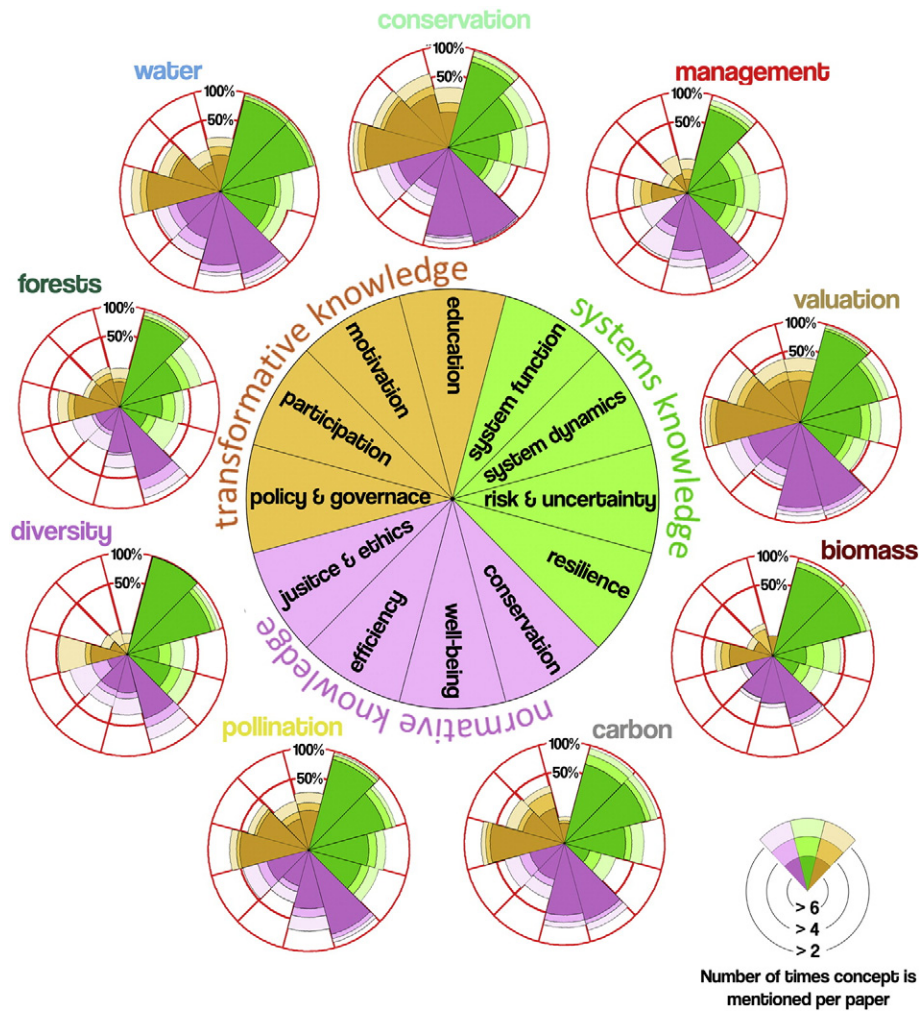 conservation
100%
50%
water
100%
50%
management
100%
50%
forests
100%
50%
valuation
100%
50%
transformative knowledge
systems knowledge
normative knowledge
education
motivation
participation
policy & governace
system function
system dynamics
risk & uncertainty
resilience
conservation
well-being
efficiency
jusitce & ethics
diversity
100%
50%
biomass
100%
50%
pollination
100%
50%
carbon
100%
50%
> 6
> 4
> 2
Number of times concept is
mentioned per paper